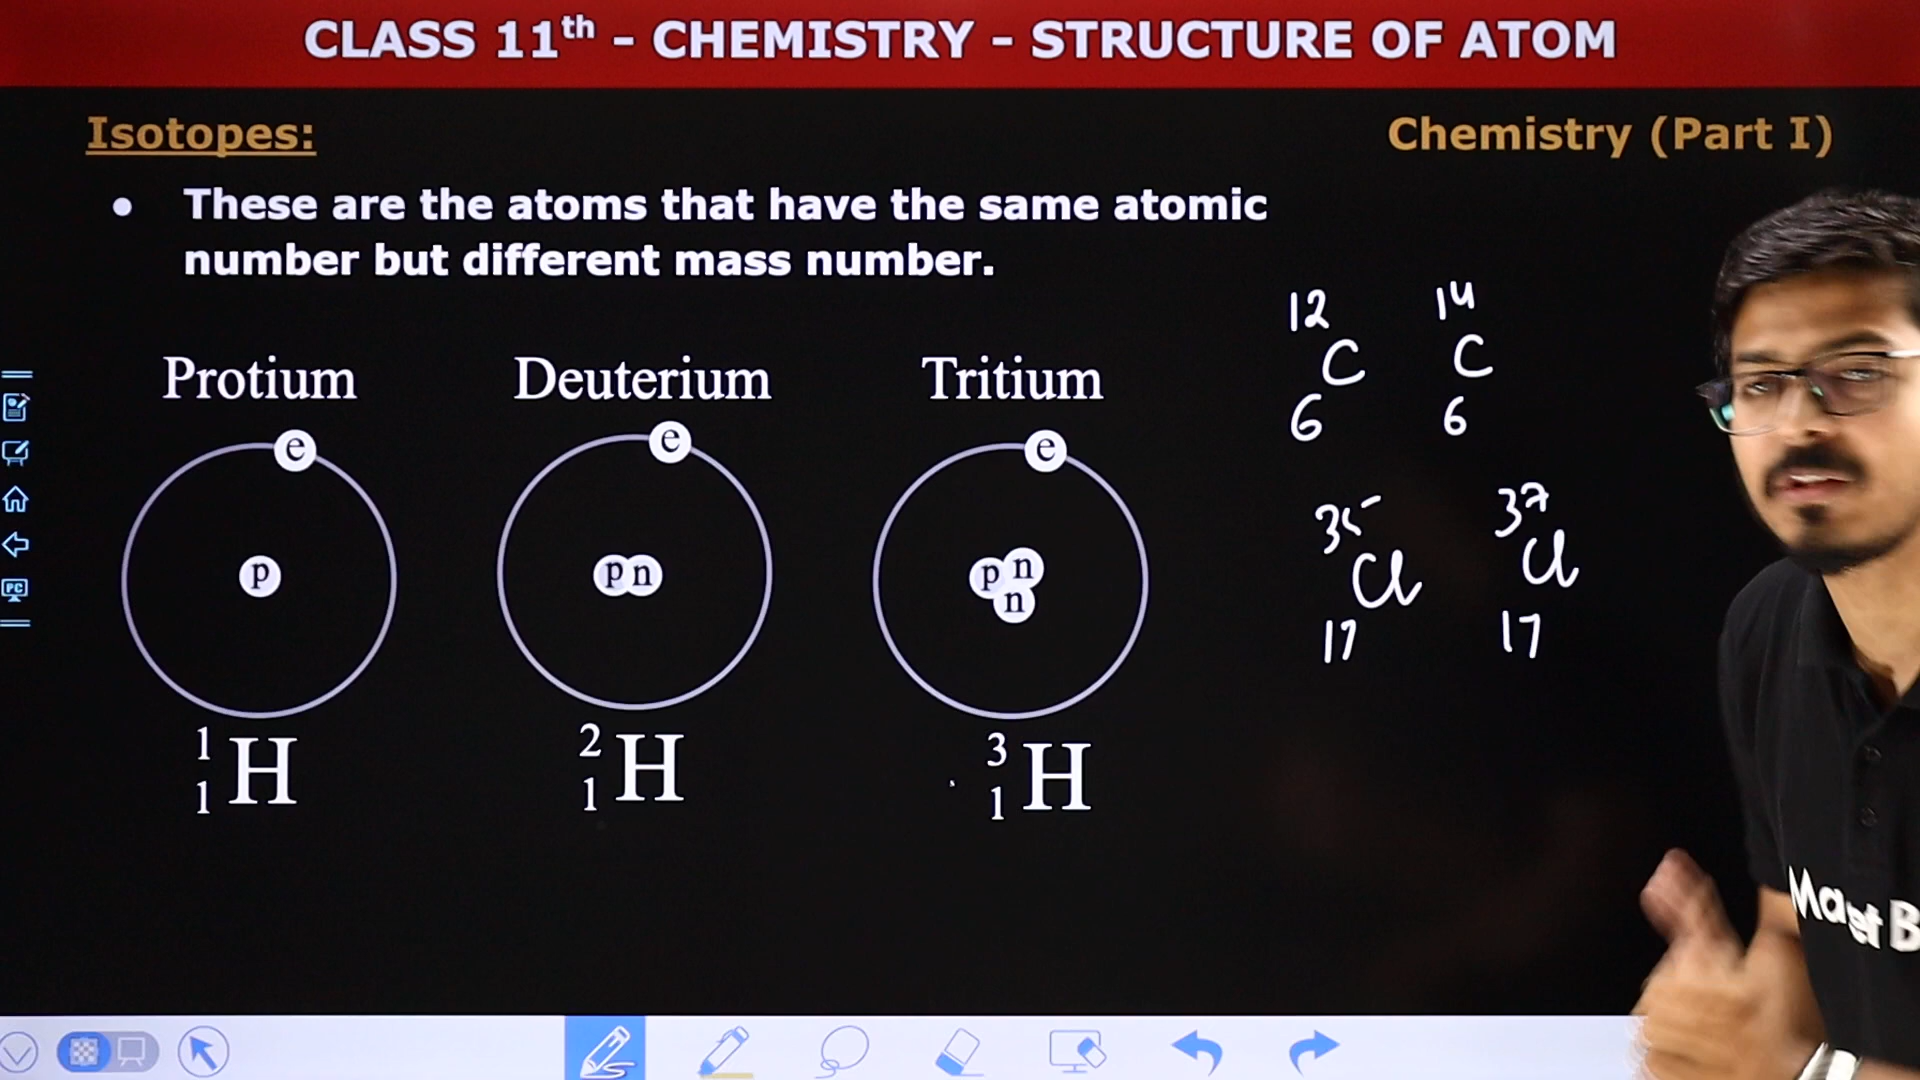 CLASS 11th - CHEMISTRY - STRUCTURE OF ATOM
Isotopes:
Chemistry (Part I)
• These are the atoms that have the same atomic
number but different mass number.
Protium Deuterium Tritium
e e e
p p n p n
n
1 1 H
2 1 H
3 1 H
12 C 6
14 C 6
35 Cl 17
37 Cl 17
PC